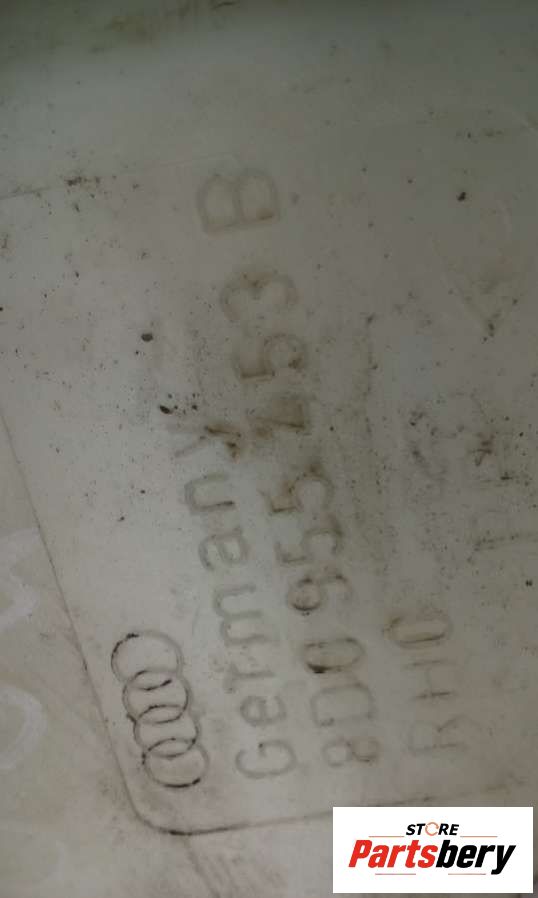 Germany
8D0 955 453 B
RHD
STORE
Partsbery